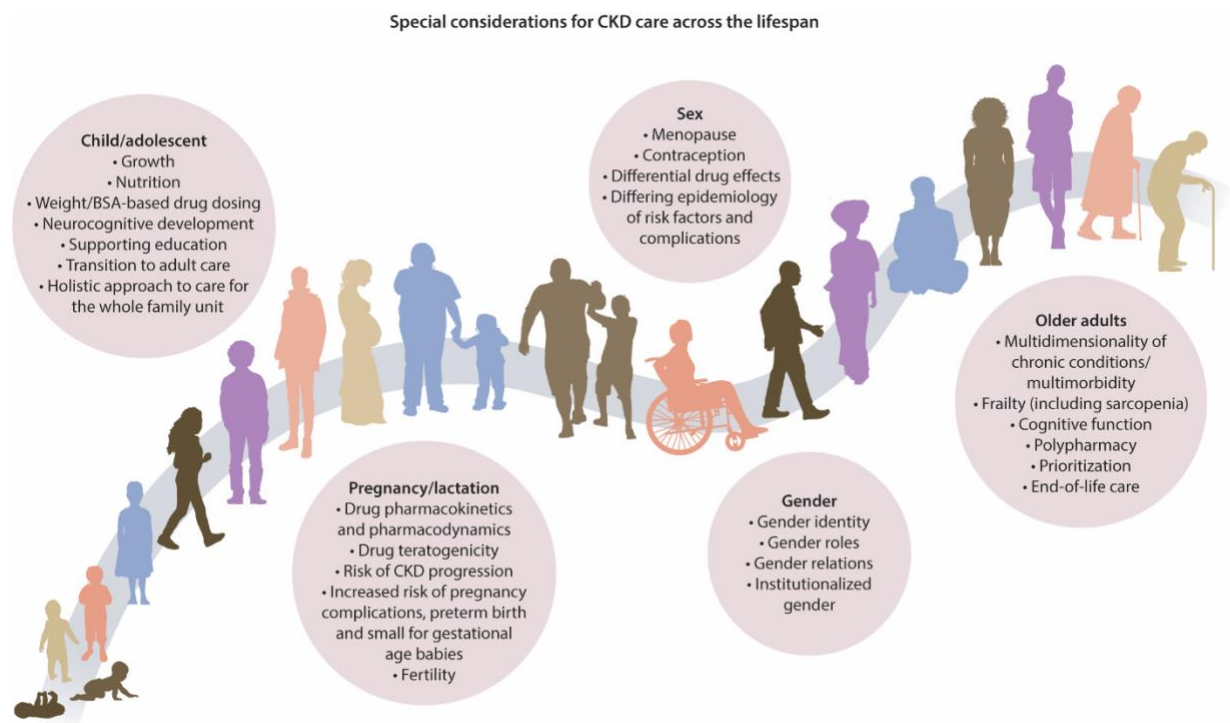 Special considerations for CKD care across the lifespan
Child/adolescent
• Growth
• Nutrition
• Weight/BSA-based drug dosing
• Neurocognitive development
• Supporting education
• Transition to adult care
• Holistic approach to care for
the whole family unit
Pregnancy/lactation
• Drug pharmacokinetics
and pharmacodynamics
• Drug teratogenicity
• Risk of CKD progression
• Increased risk of pregnancy
complications, preterm birth
and small for gestational
age babies
• Fertility
Sex
• Menopause
• Contraception
• Differential drug effects
• Differing epidemiology
of risk factors and
complications
Gender
• Gender identity
• Gender roles
• Gender relations
• Institutionalized
gender
Older adults
• Multidimensionality of
chronic conditions/
multimorbidity
• Frailty (including sarcopenia)
• Cognitive function
• Polypharmacy
• Prioritization
• End-of-life care